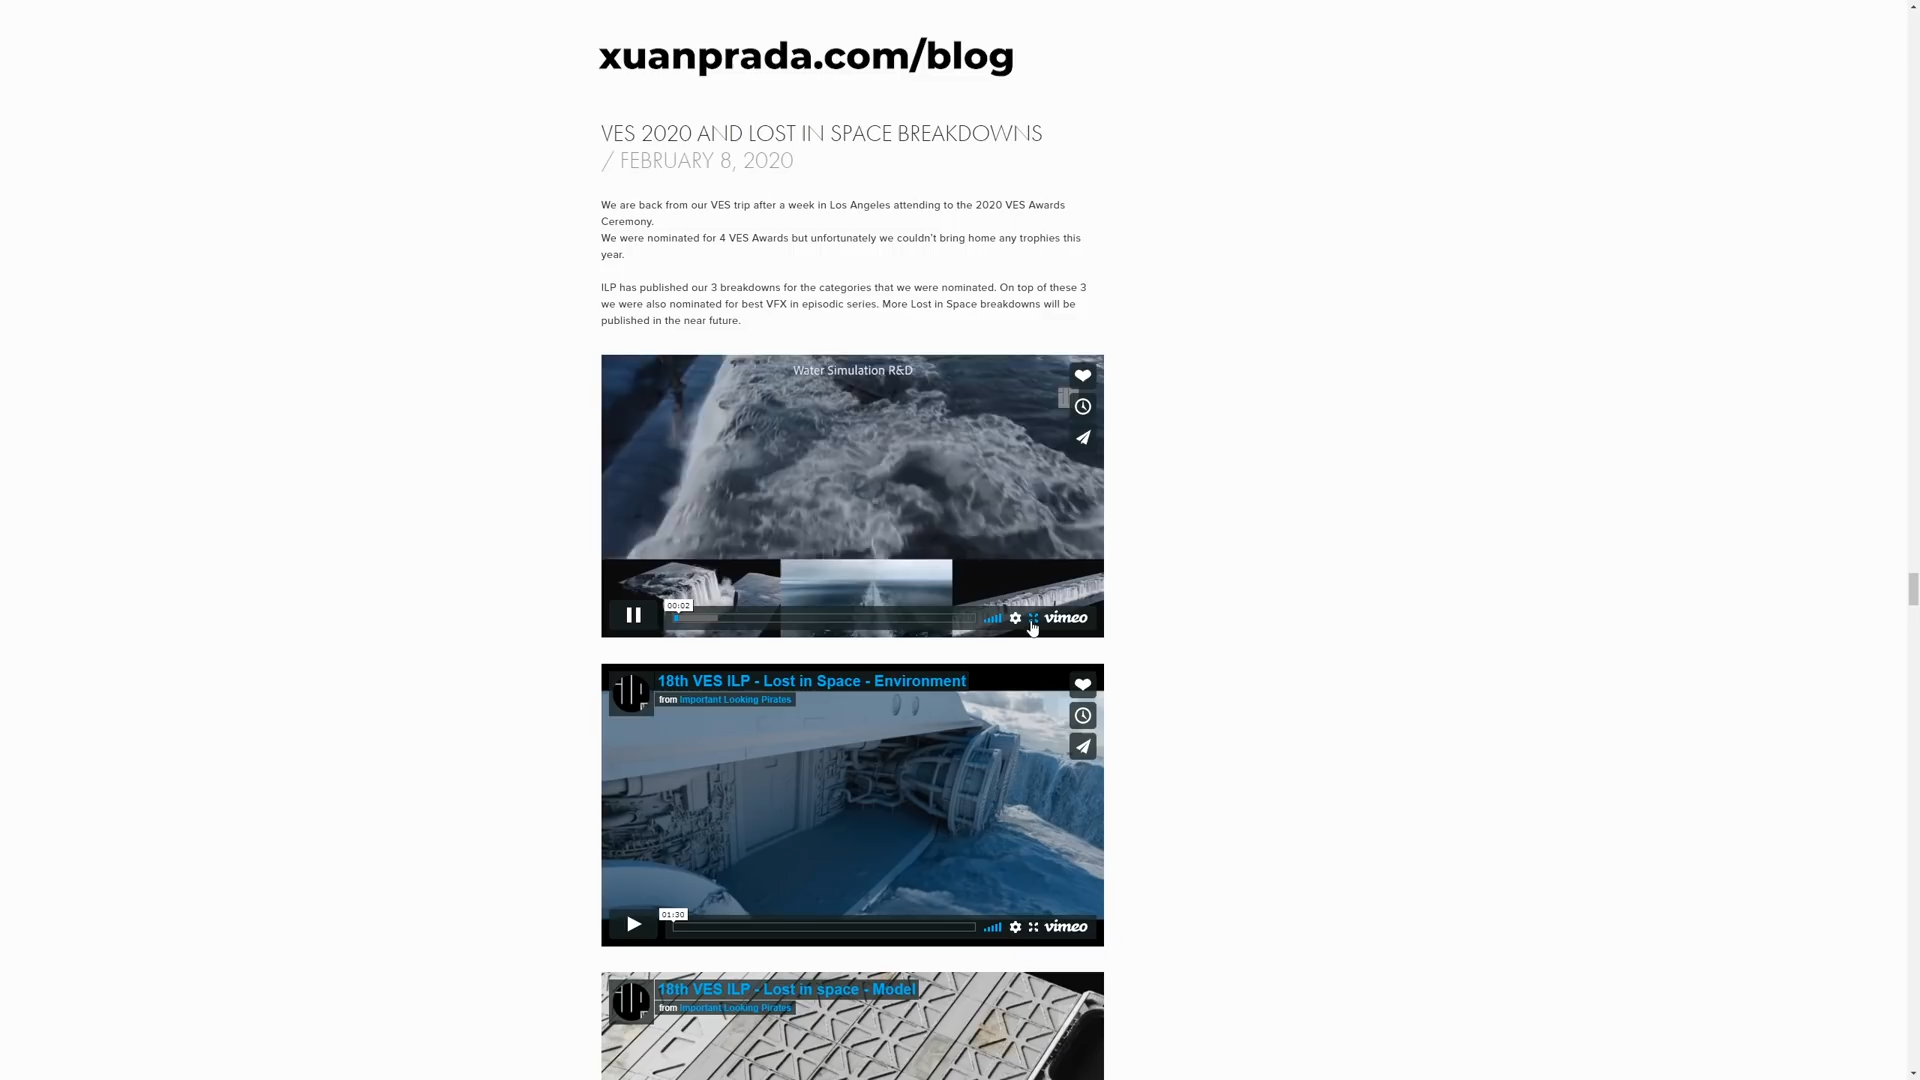 xuanprada.com/blog
VES 2020 AND LOST IN SPACE BREAKDOWNS
/ FEBRUARY 8, 2020
We are back from our VES trip after a week in Los Angeles attending to the 2020 VES Awards
Ceremony.
We were nominated for 4 VES Awards but unfortunately we couldn't bring home any trophies this
year.
ILP has published our 3 breakdowns for the categories that we were nominated. On top of these 3
we were also nominated for best VFX in episodic series. More Lost in Space breakdowns will be
published in the near future.
Water Simulation R&D
00:02
vimeo
18th VES ILP - Lost in Space - Environment
from Important Looking Pirates
01:30
vimeo
18th VES ILP - Lost in space - Model
from Important Looking Pirates